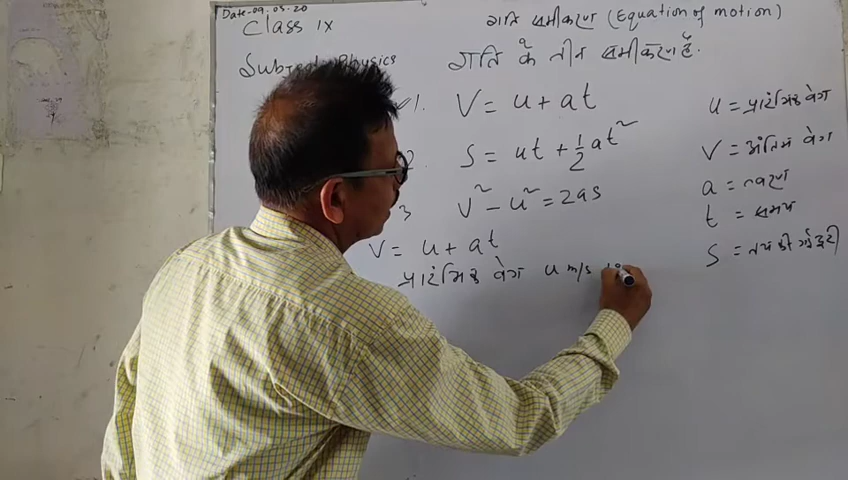 Date-09.05.20
Class IX
गति समीकरण (Equation of motion)
Subject Physics
गति के तीन समीकरण हैं.
1. V = u + at
2. S = ut + 1/2 at²
3 V² - u² = 2as
u = प्रारंभिक वेग
V = अंतिम वेग
a = त्वरण
t = समय
S = तय की गई दूरी
V = u + at
प्रारंभिक वेग u m/s